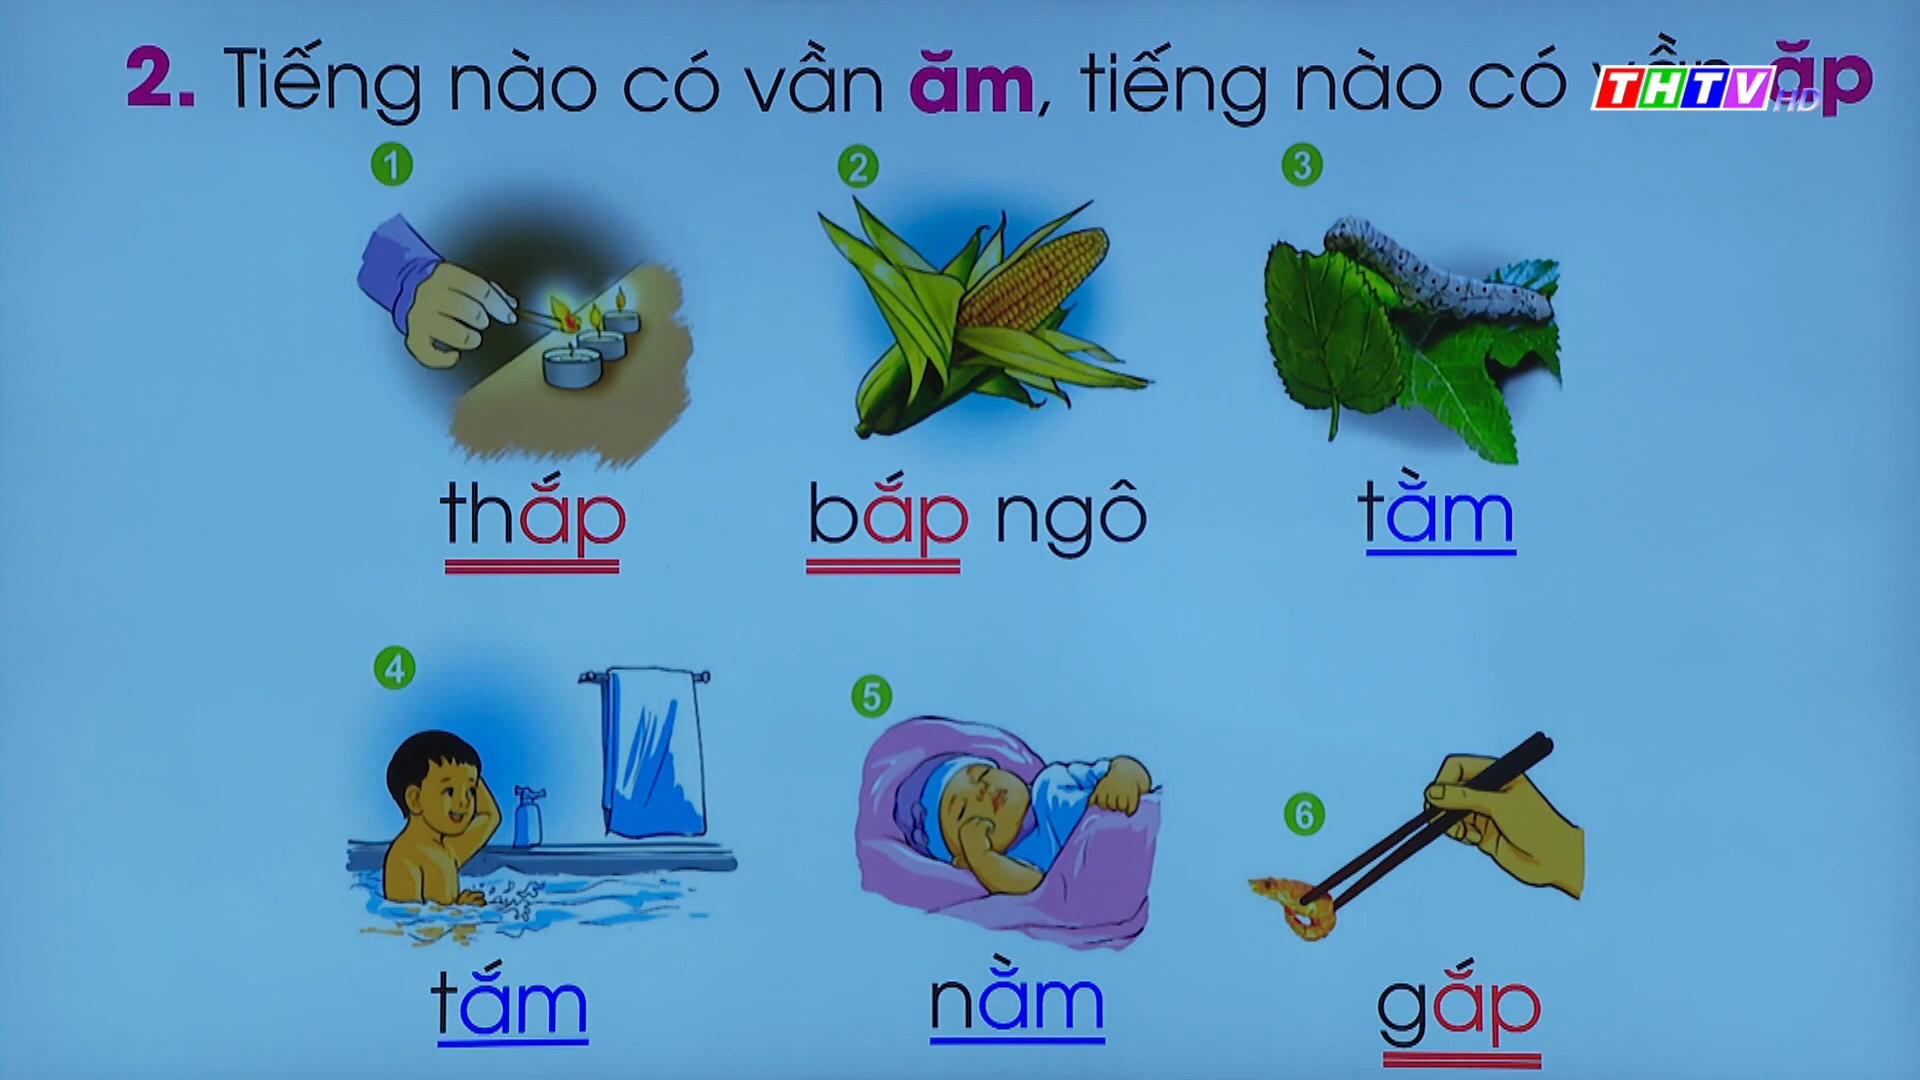 2. Tiếng nào có vần ăm, tiếng nào có vần ăp
THTV HD
1
2
3
thắp
bắp ngô
tằm
4
5
6
tắm
nằm
gắp